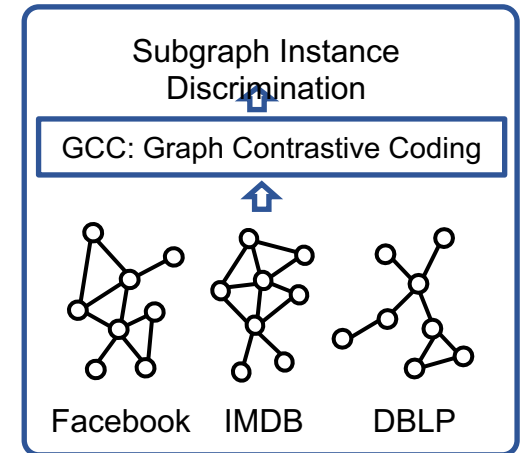 Subgraph Instance
Discrimination
GCC: Graph Contrastive Coding
Facebook IMDB DBLP